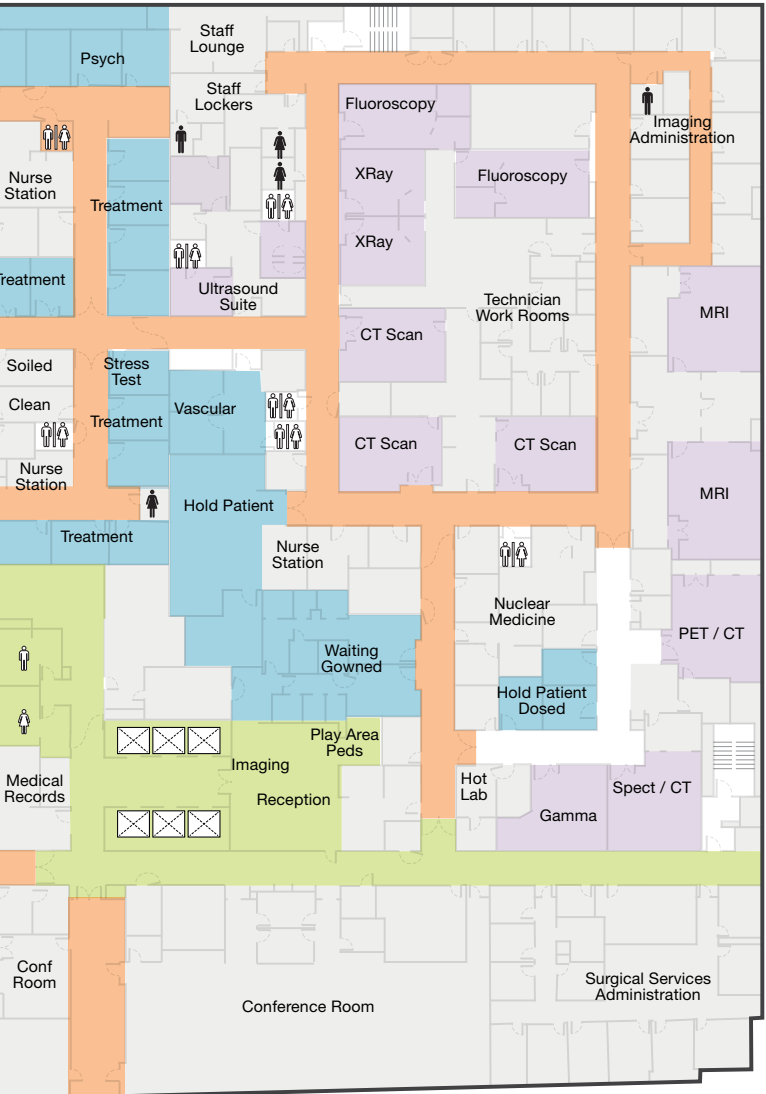 Staff
Lounge
Psych
Staff
Lockers
Fluoroscopy
Imaging
Administration
XRay
Fluoroscopy
Nurse
Station
Treatment
XRay
Treatment
Ultrasound
Suite
Technician
Work Rooms
MRI
CT Scan
Soiled
Stress
Test
Clean
Vascular
Treatment
CT Scan
CT Scan
Nurse
Station
MRI
Hold Patient
Treatment
Nurse
Station
Nuclear
Medicine
PET / CT
Waiting
Gowned
Hold Patient
Dosed
Play Area
Peds
Imaging
Reception
Medical
Records
Hot
Lab
Spect / CT
Gamma
Conf
Room
Conference Room
Surgical Services
Administration